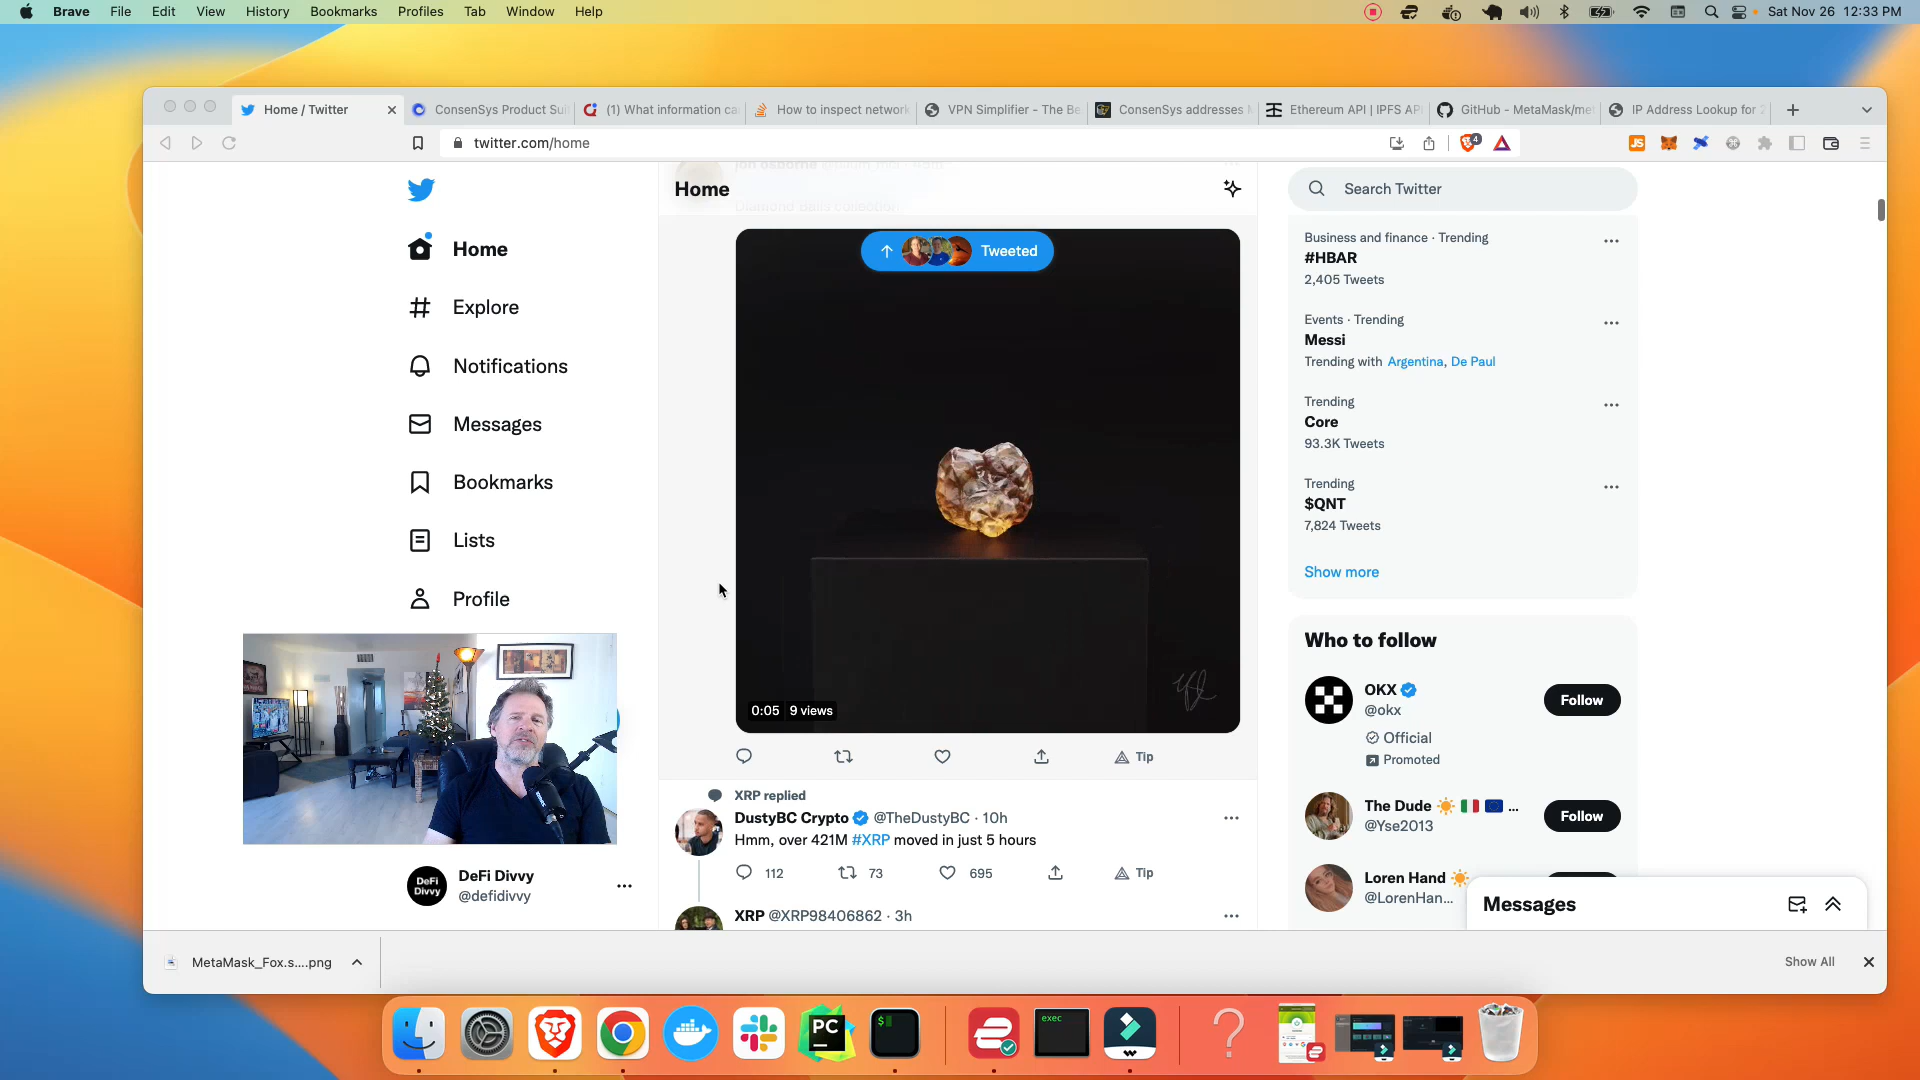 Brave File Edit View History Bookmarks Profiles Tab Window Help
Sat Nov 26 12:33 PM
Home / Twitter
ConsenSys Product Sui
(1) What information ca
How to inspect network
VPN Simplifier - The Be
ConsenSys addresses
Ethereum API | IPFS API
GitHub - MetaMask/me
IP Address Lookup for
twitter.com/home
4
JS
Home
Explore
Notifications
Messages
Bookmarks
Lists
Profile
DeFi Divvy
DeFi Divvy
@defidivvy
Home
Tweeted
0:05 9 views
Tip
XRP replied
DustyBC Crypto @TheDustyBC · 10h
Hmm, over 421M #XRP moved in just 5 hours
112 73 695 Tip
XRP @XRP98406862 · 3h
Search Twitter
Business and finance · Trending
#HBAR
2,405 Tweets
Events · Trending
Messi
Trending with Argentina, De Paul
Trending
Core
93.3K Tweets
Trending
$QNT
7,824 Tweets
Show more
Who to follow
OKX
@okx
Official
Promoted
Follow
The Dude ...
@Yse2013
Follow
Loren Hand
@LorenHan...
Messages
MetaMask_Fox.s....png
Show All
PC
$
exec